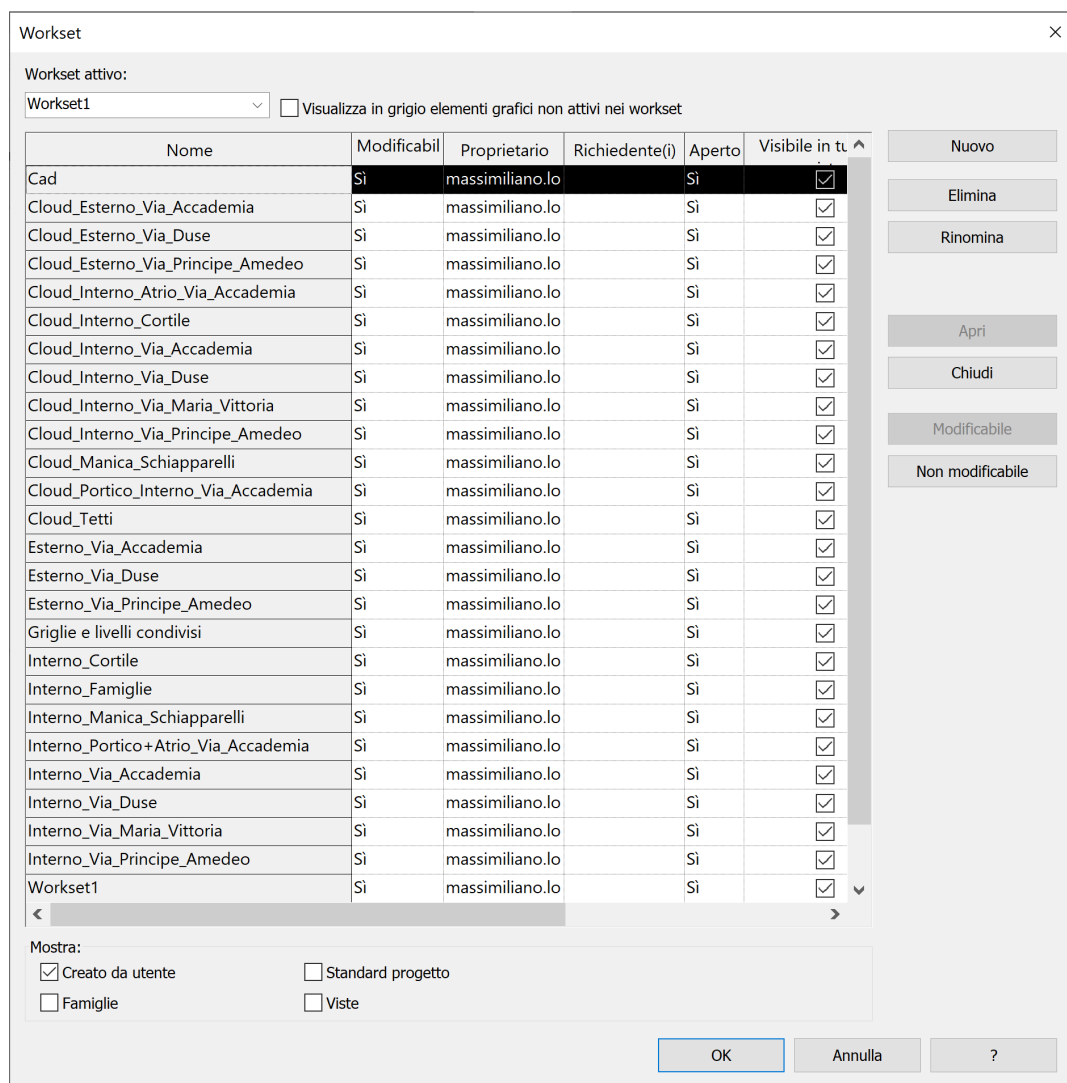 Workset
Workset attivo:
Workset1
Visualizza in grigio elementi grafici non attivi nei workset
Nome Modificabil Proprietario Richiedente(i) Aperto Visibile in tu
Cad Sì massimiliano.lo Sì
Cloud_Esterno_Via_Accademia Sì massimiliano.lo Sì
Cloud_Esterno_Via_Duse Sì massimiliano.lo Sì
Cloud_Esterno_Via_Principe_Amedeo Sì massimiliano.lo Sì
Cloud_Interno_Atrio_Via_Accademia Sì massimiliano.lo Sì
Cloud_Interno_Cortile Sì massimiliano.lo Sì
Cloud_Interno_Via_Accademia Sì massimiliano.lo Sì
Cloud_Interno_Via_Duse Sì massimiliano.lo Sì
Cloud_Interno_Via_Maria_Vittoria Sì massimiliano.lo Sì
Cloud_Interno_Via_Principe_Amedeo Sì massimiliano.lo Sì
Cloud_Manica_Schiapparelli Sì massimiliano.lo Sì
Cloud_Portico_Interno_Via_Accademia Sì massimiliano.lo Sì
Cloud_Tetti Sì massimiliano.lo Sì
Esterno_Via_Accademia Sì massimiliano.lo Sì
Esterno_Via_Duse Sì massimiliano.lo Sì
Esterno_Via_Principe_Amedeo Sì massimiliano.lo Sì
Griglie e livelli condivisi Sì massimiliano.lo Sì
Interno_Cortile Sì massimiliano.lo Sì
Interno_Famiglie Sì massimiliano.lo Sì
Interno_Manica_Schiapparelli Sì massimiliano.lo Sì
Interno_Portico+Atrio_Via_Accademia Sì massimiliano.lo Sì
Interno_Via_Accademia Sì massimiliano.lo Sì
Interno_Via_Duse Sì massimiliano.lo Sì
Interno_Via_Maria_Vittoria Sì massimiliano.lo Sì
Interno_Via_Principe_Amedeo Sì massimiliano.lo Sì
Workset1 Sì massimiliano.lo Sì
Nuovo
Elimina
Rinomina
Apri
Chiudi
Modificabile
Non modificabile
Mostra:
Creato da utente Standard progetto
Famiglie Viste
OK Annulla ?